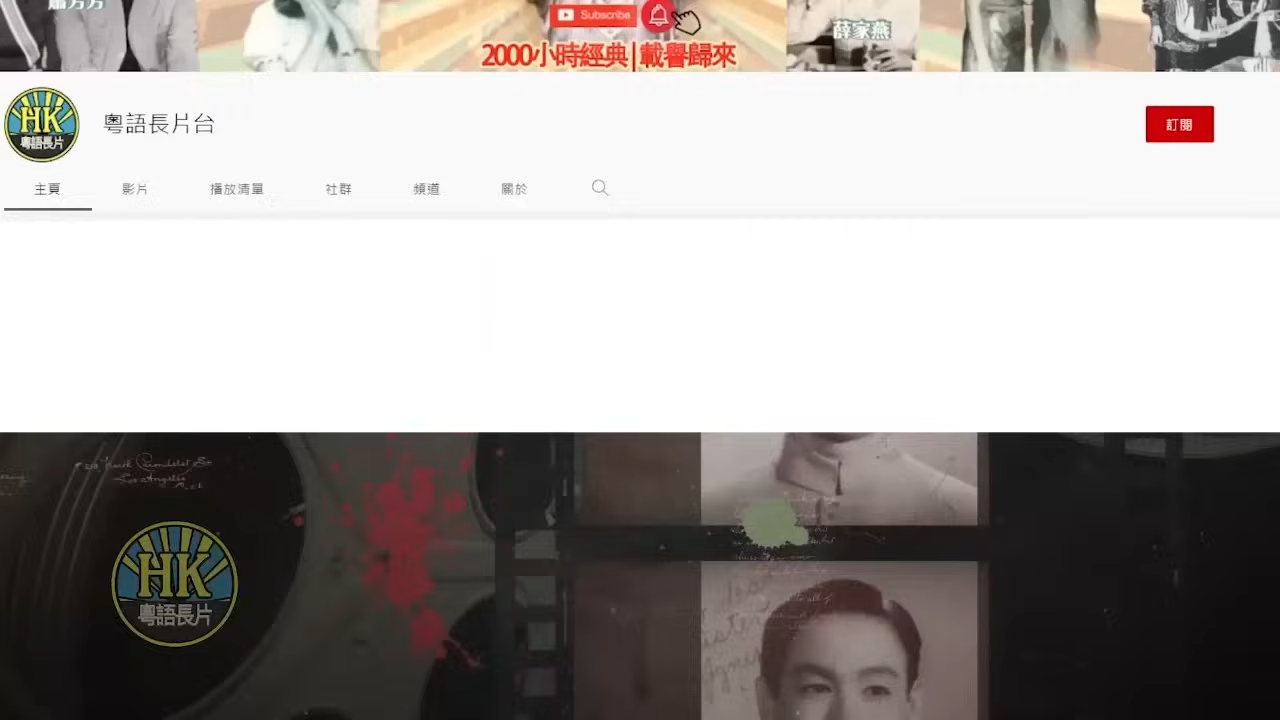 Subscribe
薛家燕
2000小時經典|載譽歸來
HK
粵語長片
粵語長片台
訂閱
主頁
影片
播放清單
社群
頻道
關於
Los Angeles
HK
粵語長片